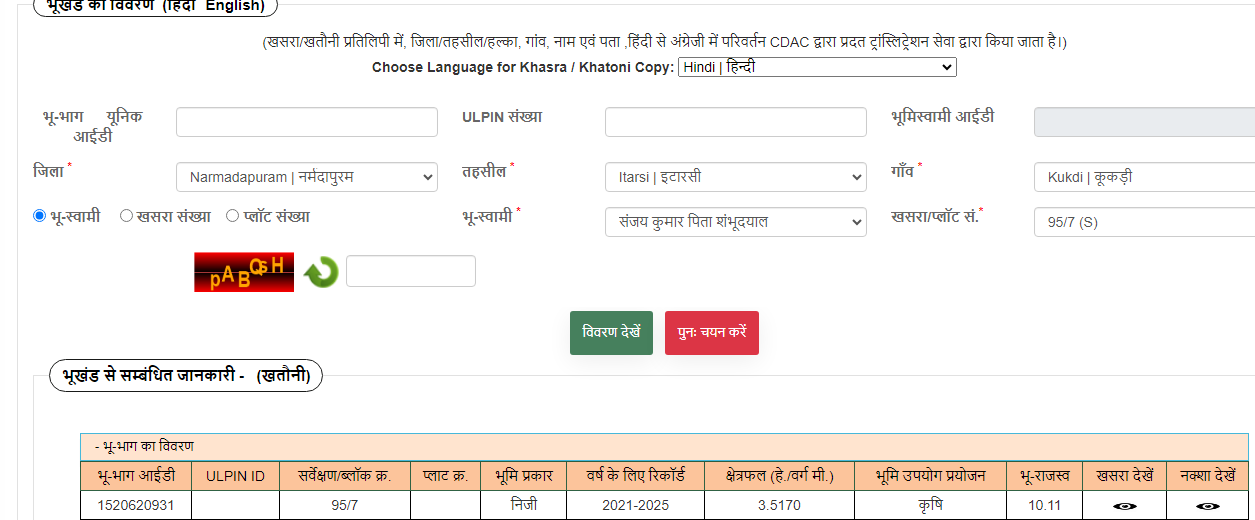 भूखंड का विवरण (हिंदी English)
(खसरा/खतौनी प्रतिलिपी में, जिला/तहसील/हल्का, गांव, नाम एवं पता ,हिंदी से अंग्रेजी में परिवर्तन CDAC द्वारा प्रदत ट्रांस्लिट्रेशन सेवा द्वारा किया जाता है।)
Choose Language for Khasra / Khatoni Copy: Hindi | हिन्दी
भू-भाग यूनिक आईडी ULPIN संख्या भूमिस्वामी आईडी
जिला * Narmadapuram | नर्मदापुरम तहसील * Itarsi | इटारसी गाँव * Kukdi | कूकड़ी
भू-स्वामी खसरा संख्या प्लॉट संख्या भू-स्वामी * संजय कुमार पिता शंभूदयाल खसरा/प्लॉट सं.* 95/7 (S)
pABQsH
विवरण देखें पुनः चयन करें
भूखंड से सम्बंधित जानकारी - (खतौनी)
- भू-भाग का विवरण
भू-भाग आईडी ULPIN ID सर्वेक्षण/ब्लॉक क्र. प्लाट क्र. भूमि प्रकार वर्ष के लिए रिकॉर्ड क्षेत्रफल (हे./वर्ग मी.) भूमि उपयोग प्रयोजन भू-राजस्व खसरा देखें नक्शा देखें
1520620931 95/7 निजी 2021-2025 3.5170 कृषि 10.11